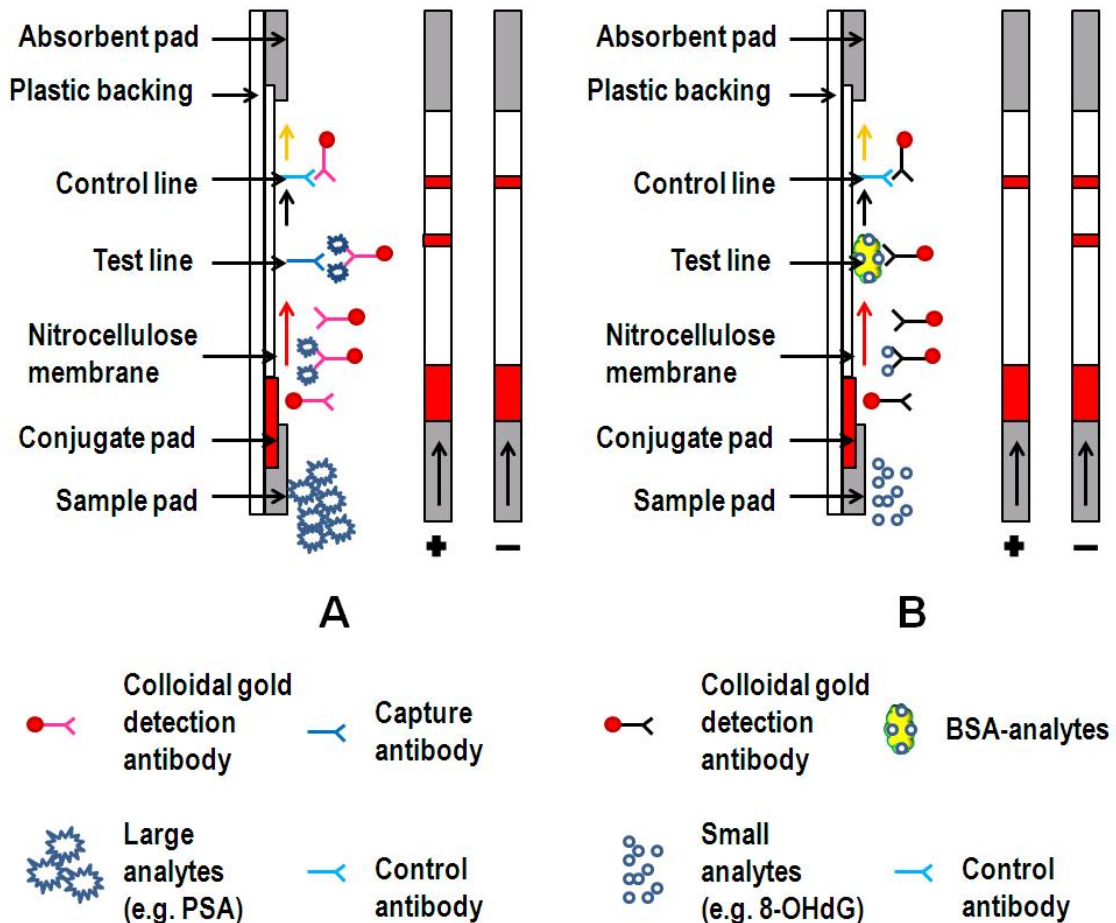 Absorbent pad
Plastic backing
Control line
Test line
Nitrocellulose
membrane
Conjugate pad
Sample pad
+
−
A
Absorbent pad
Plastic backing
Control line
Test line
Nitrocellulose
membrane
Conjugate pad
Sample pad
+
−
B
Colloidal gold
detection
antibody
Capture
antibody
Large
analytes
(e.g. PSA)
Control
antibody
Colloidal gold
detection
antibody
BSA-analytes
Small
analytes
(e.g. 8-OHdG)
Control
antibody